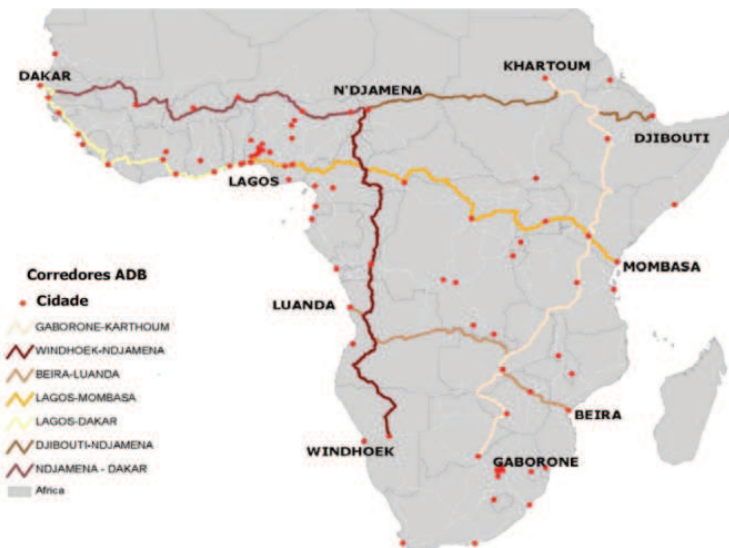 KHARTOUM
DAKAR
N'DJAMENA
DJIBOUTI
LAGOS
MOMBASA
LUANDA
BEIRA
WINDHOEK
GABORONE
Corredores ADB
Cidade
GABORONE-KARTHOUM
WINDHOEK-NDJAMENA
BEIRA-LUANDA
LAGOS-MOMBASA
LAGOS-DAKAR
DJIBOUTI-NDJAMENA
NDJAMENA - DAKAR
Africa